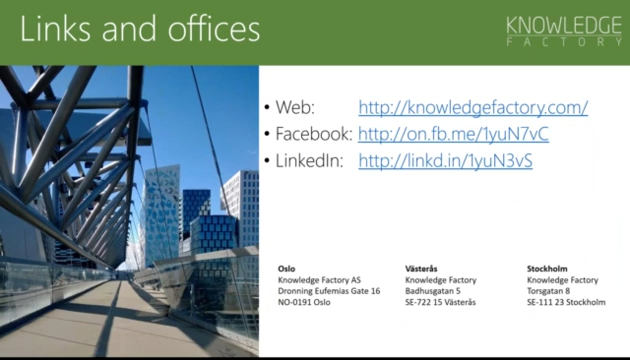 Links and offices
KNOWLEDGE
FACTORY
• Web: http://knowledgefactory.com/
• Facebook: http://on.fb.me/1yuN7vC
• LinkedIn: http://linkd.in/1yuN3vS
Oslo
Knowledge Factory AS
Dronning Eufemias Gate 16
NO-0191 Oslo
Västerås
Knowledge Factory
Badhusgatan 5
SE-722 15 Västerås
Stockholm
Knowledge Factory
Torsgatan 8
SE-111 23 Stockholm